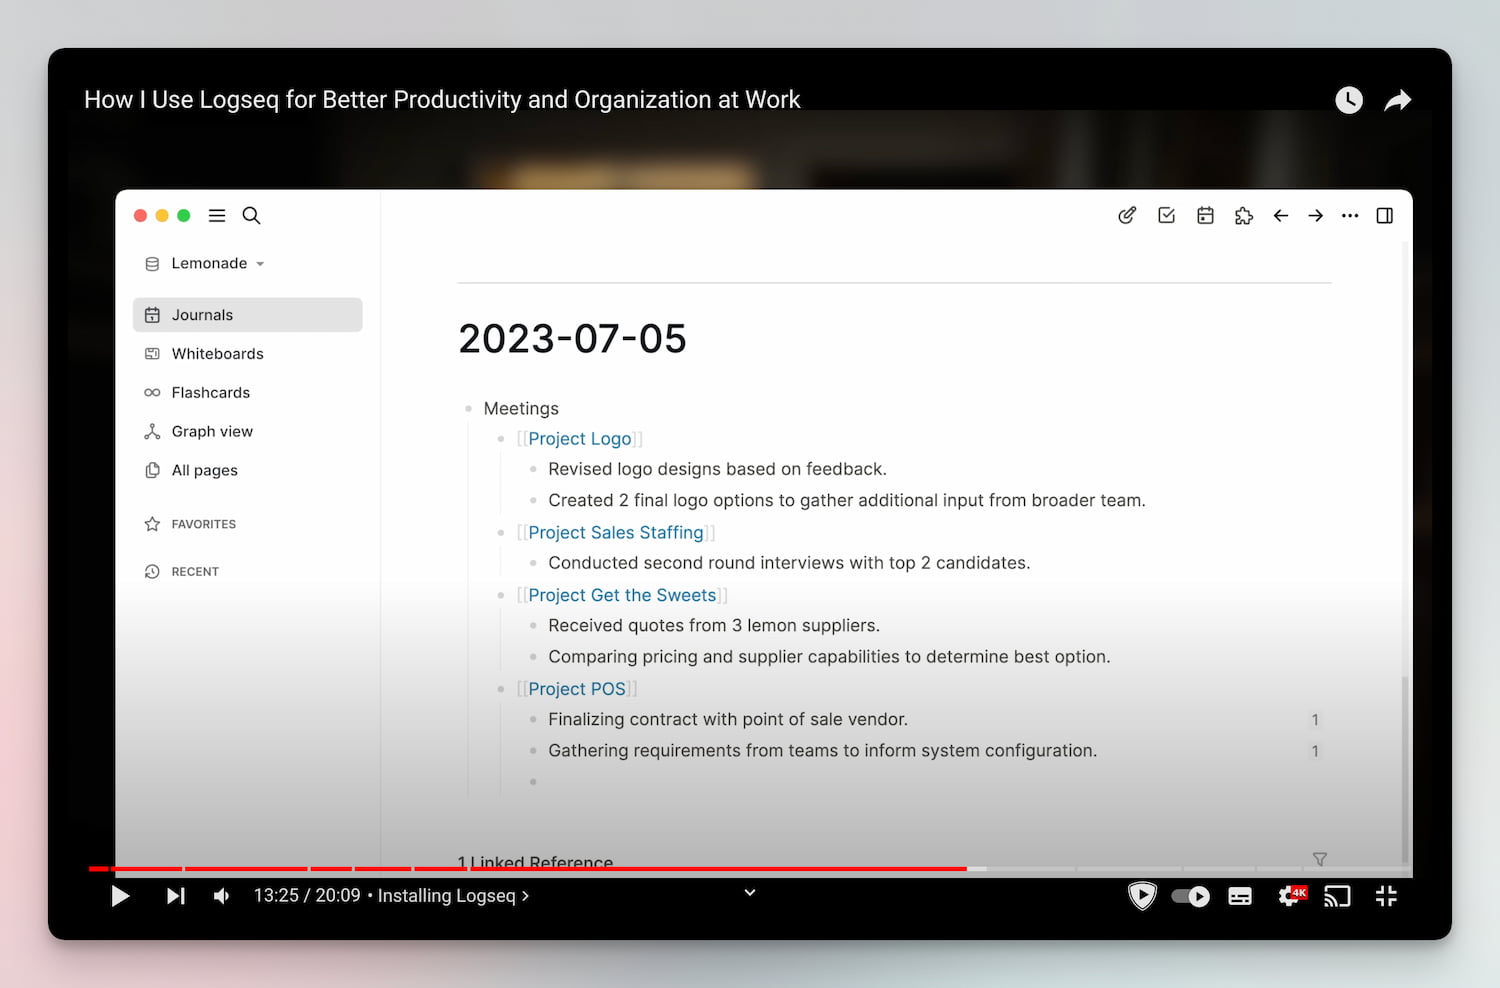 How I Use Logseq for Better Productivity and Organization at Work
Lemonade
Journals
Whiteboards
Flashcards
Graph view
All pages
FAVORITES
RECENT
2023-07-05
Meetings
[[Project Logo]]
Revised logo designs based on feedback.
Created 2 final logo options to gather additional input from broader team.
[[Project Sales Staffing]]
Conducted second round interviews with top 2 candidates.
[[Project Get the Sweets]]
Received quotes from 3 lemon suppliers.
Comparing pricing and supplier capabilities to determine best option.
[[Project POS]]
Finalizing contract with point of sale vendor. 1
Gathering requirements from teams to inform system configuration. 1
1 Linked Reference
13:25 / 20:09 • Installing Logseq >
4K